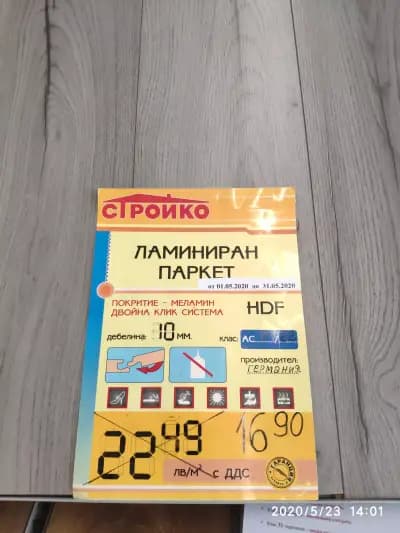 СТРОЙКО
ЛАМИНИРАН
ПАРКЕТ
от 01.05.2020 до 31.05.2020
ПОКРИТИЕ - МЕЛАМИН
ДВОЙНА КЛИК СИСТЕМА
HDF
дебелина: 10 мм.
клас: AC
производител:
ГЕРМАНИЯ
22 49
16 90
лв/м² с ДДС
2020/5/23 14:01